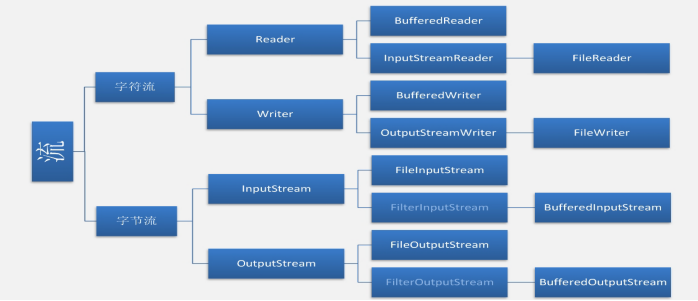 流
字符流
Reader
BufferedReader
InputStreamReader
FileReader
Writer
BufferedWriter
OutputStreamWriter
FileWriter
字节流
InputStream
FileInputStream
FilterInputStream
BufferedInputStream
OutputStream
FileOutputStream
FilterOutputStream
BufferedOutputStream